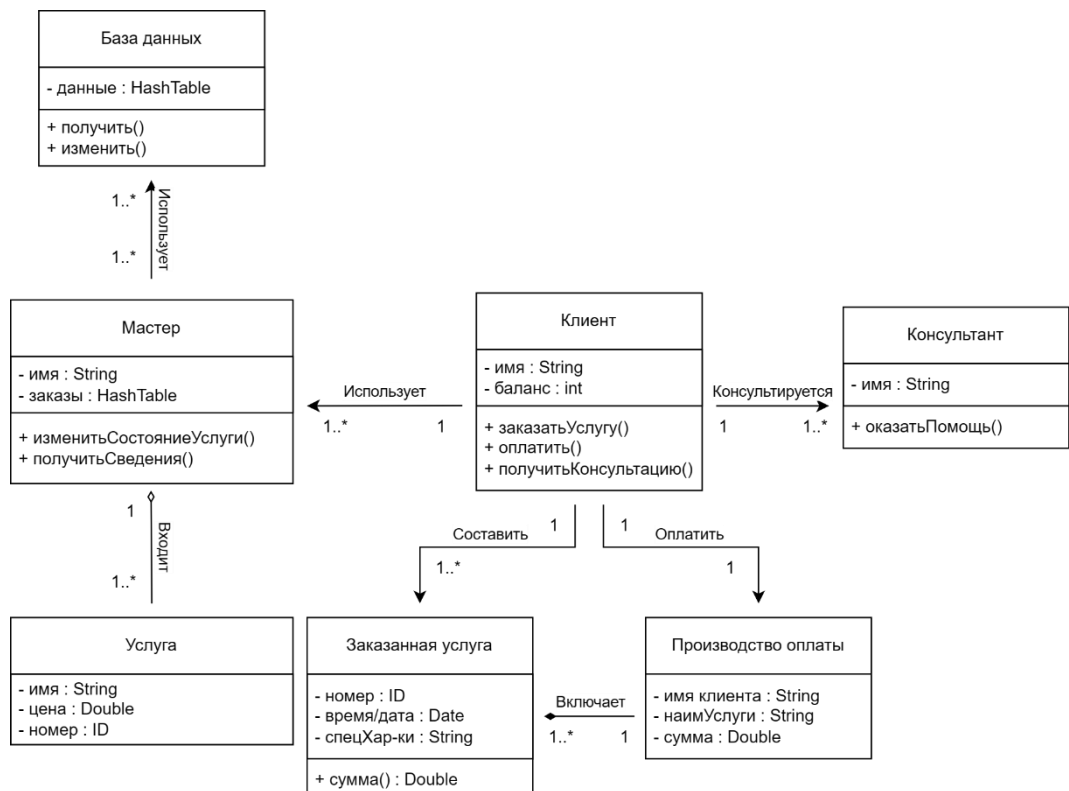 База данных
- данные : HashTable
+ получить()
+ изменить()
1..*
Использует
1..*
Мастер
- имя : String
- заказы : HashTable
+ изменитьСостояниеУслуги()
+ получитьСведения()
Использует
1..*
1
Клиент
- имя : String
- баланс : int
+ заказатьУслугу()
+ оплатить()
+ получитьКонсультацию()
Консультируется
1
1..*
Консультант
- имя : String
+ оказатьПомощь()
1
Входит
1..*
Составить
1
1..*
1
Оплатить
1
Услуга
- имя : String
- цена : Double
- номер : ID
Заказанная услуга
- номер : ID
- время/дата : Date
- спецХар-ки : String
+ сумма() : Double
Включает
1..*
1
Производство оплаты
- имя клиента : String
- наимУслуги : String
- сумма : Double